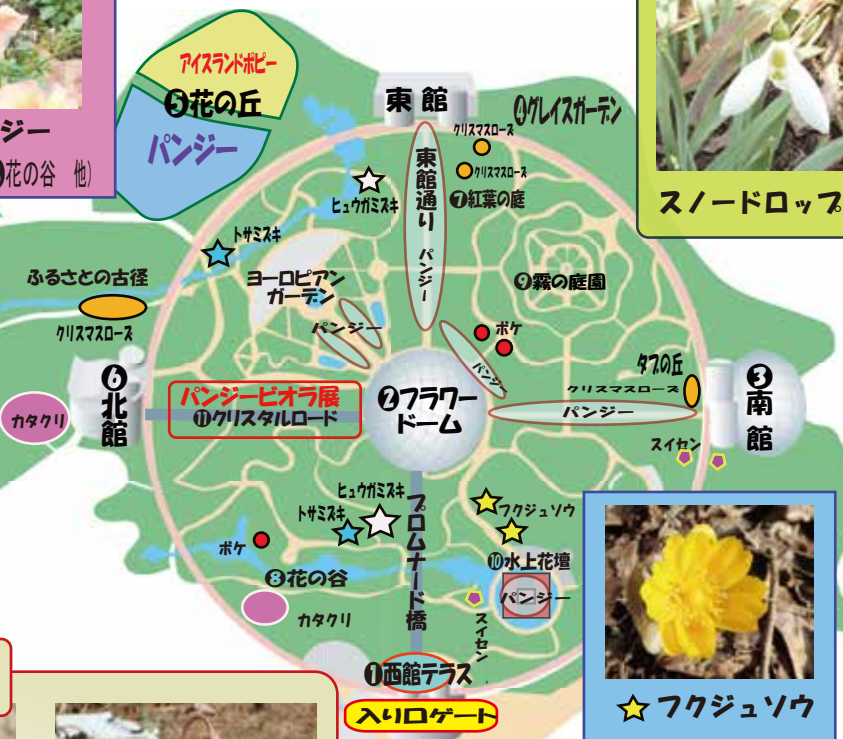 ジー
花の谷 他)
アイスランドポピー
❺花の丘
パンジー
東館
❹グレイスガーデン
クリスマスローズ
クリスマスローズ
❼紅葉の庭
スノードロップ
東館通り
パンジー
ヒュウガミズキ
トサミズキ
ふるさとの古径
クリスマスローズ
ヨーロピアン
ガーデン
パンジー
❾霧の庭園
ボケ
パンジー
タブの丘
クリスマスローズ
パンジー
❸南館
スイセン
❻北館
カタクリ
パンジービオラ展
⓫クリスタルロード
❷フラワー
ドーム
ヒュウガミズキ
トサミズキ
プロムナード橋
フクジュソウ
ボケ
❽花の谷
カタクリ
❿水上花壇
パンジー
スイセン
❶西館テラス
入り口ゲート
フクジュソウ